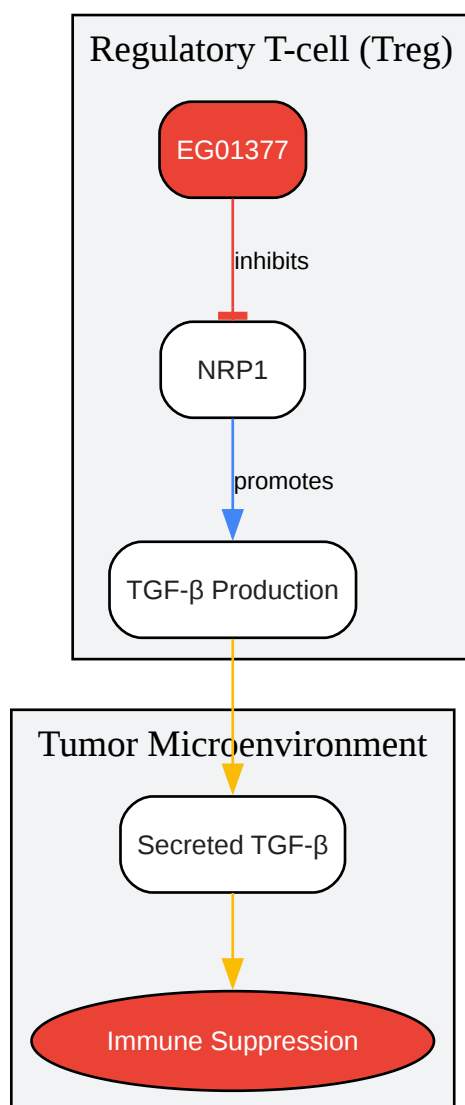 Regulatory T-cell (Treg)
EG01377
inhibits
NRP1
promotes
TGF-β Production
Tumor Microenvironment
Secreted TGF-β
Immune Suppression